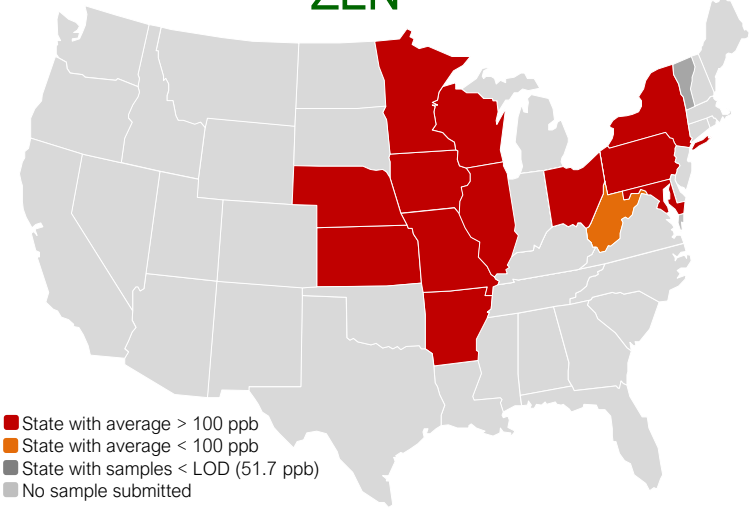 ZEN
State with average > 100 ppb
State with average < 100 ppb
State with samples < LOD (51.7 ppb)
No sample submitted